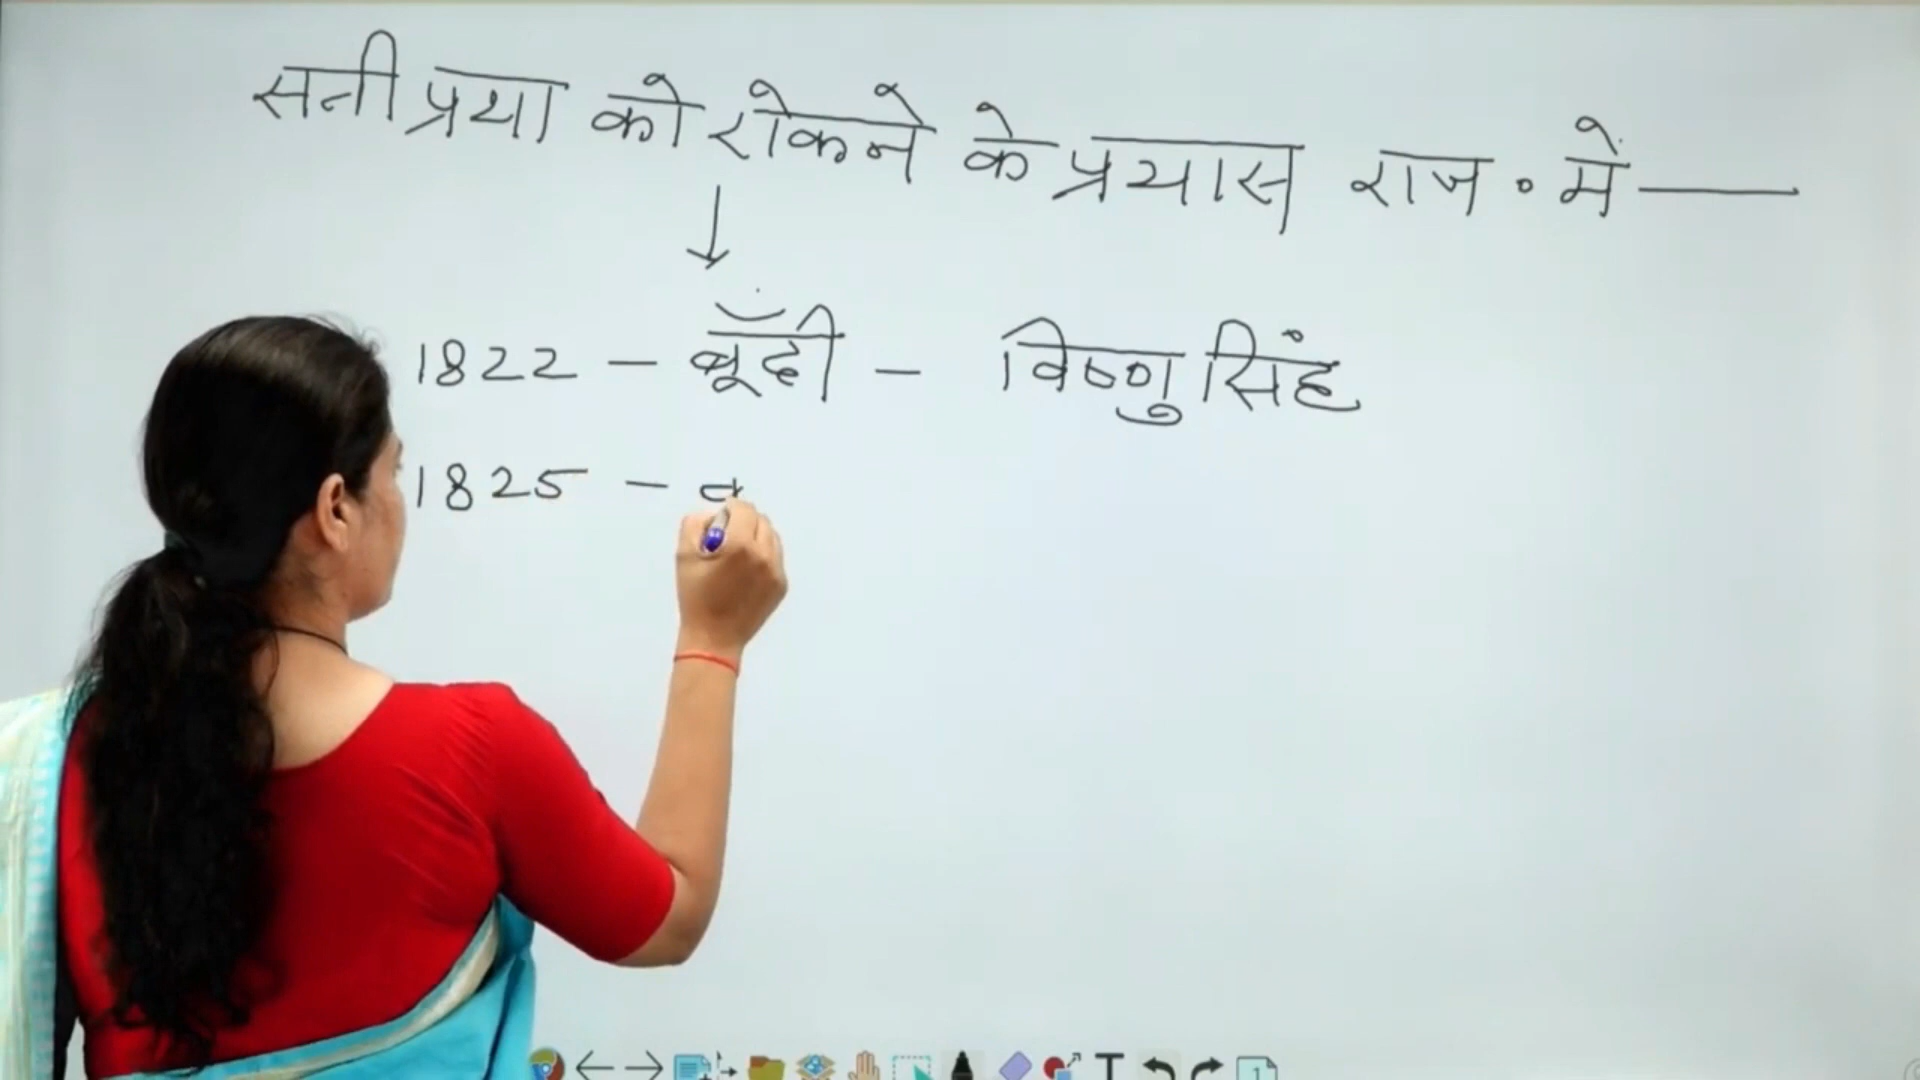 सती प्रथा को रोकने के प्रयास राज॰ में —
↓
1822 – बूँदी – विष्णु सिंह
1825 –